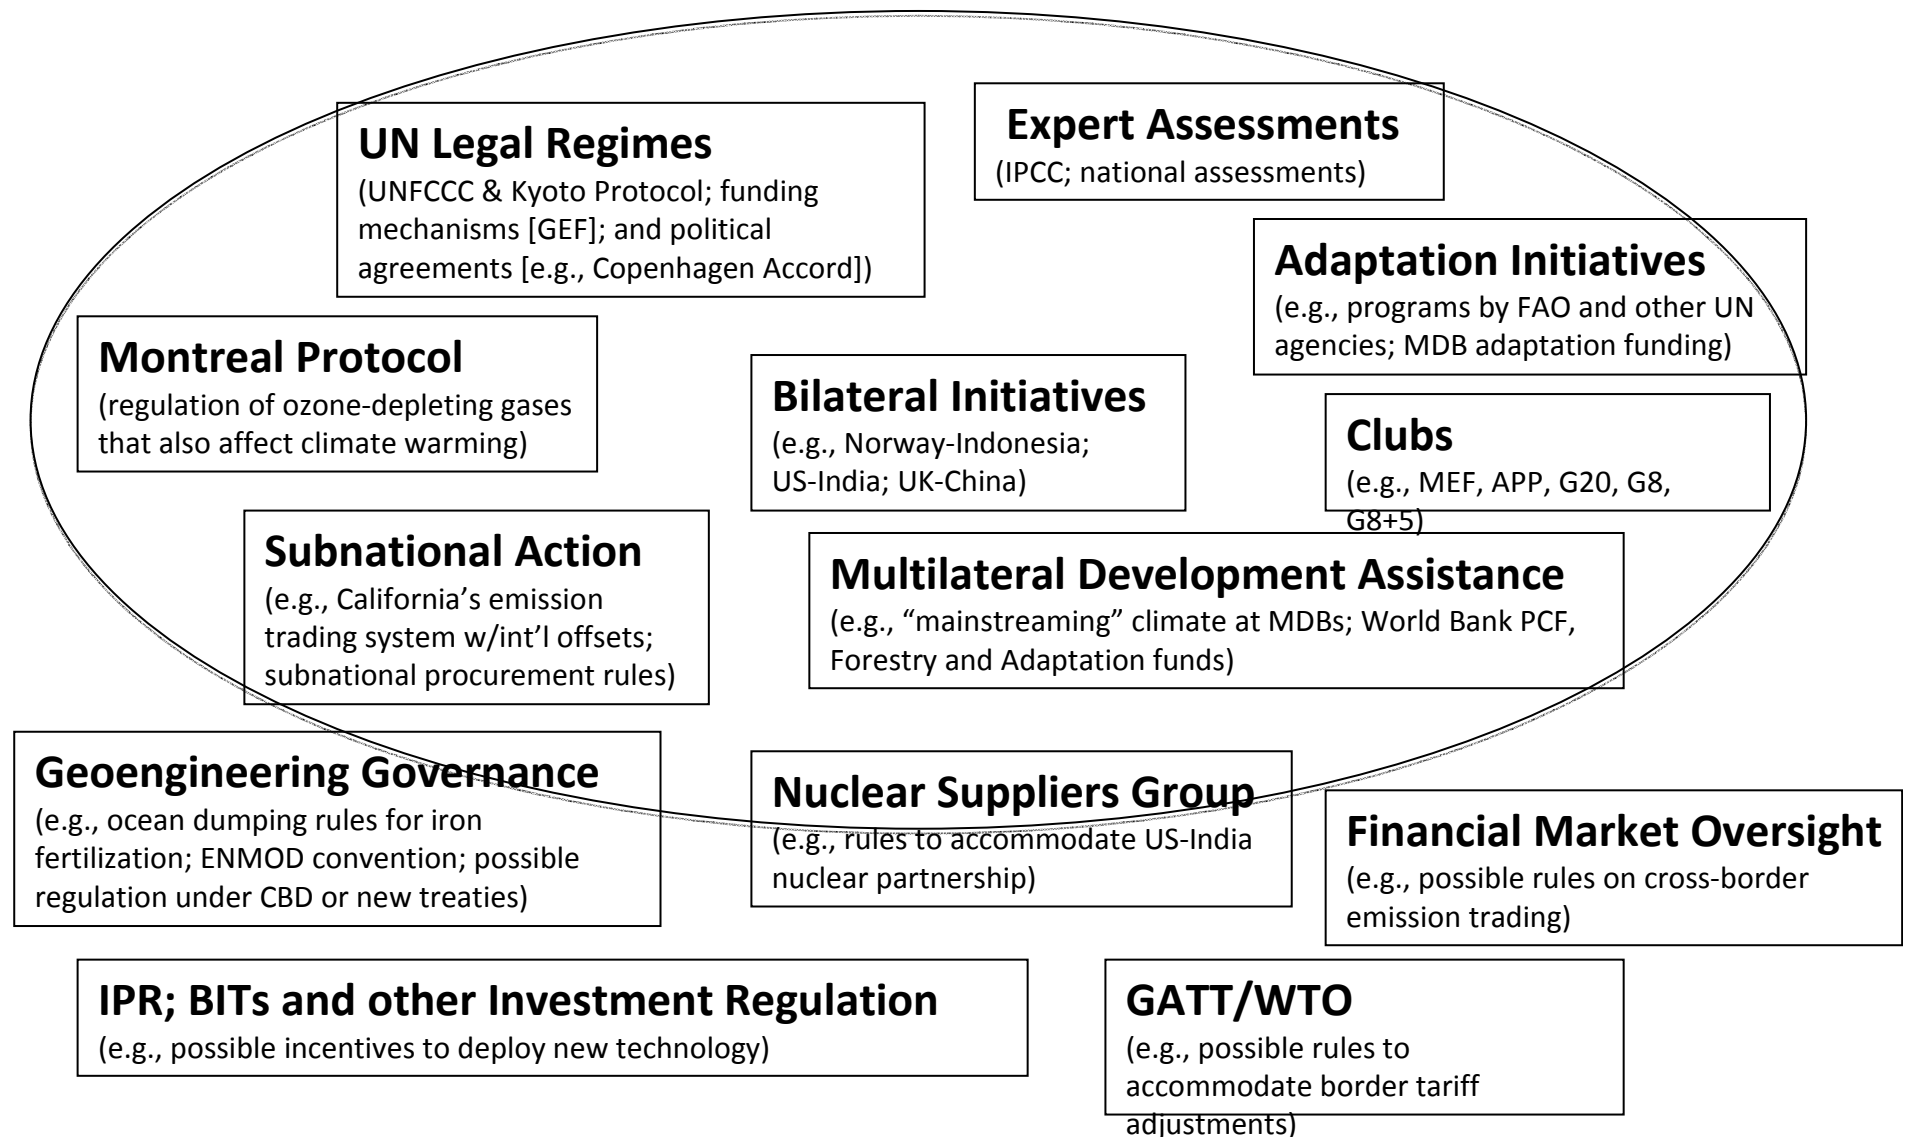 UN Legal Regimes
(UNFCCC & Kyoto Protocol; funding
mechanisms [GEF]; and political
agreements [e.g., Copenhagen Accord])
Expert Assessments
(IPCC; national assessments)
Adaptation Initiatives
(e.g., programs by FAO and other UN
agencies; MDB adaptation funding)
Montreal Protocol
(regulation of ozone-depleting gases
that also affect climate warming)
Bilateral Initiatives
(e.g., Norway-Indonesia;
US-India; UK-China)
Clubs
(e.g., MEF, APP, G20, G8,
G8+5)
Subnational Action
(e.g., California’s emission
trading system w/int’l offsets;
subnational procurement rules)
Multilateral Development Assistance
(e.g., “mainstreaming” climate at MDBs; World Bank PCF,
Forestry and Adaptation funds)
Geoengineering Governance
(e.g., ocean dumping rules for iron
fertilization; ENMOD convention; possible
regulation under CBD or new treaties)
Nuclear Suppliers Group
(e.g., rules to accommodate US-India
nuclear partnership)
Financial Market Oversight
(e.g., possible rules on cross-border
emission trading)
IPR; BITs and other Investment Regulation
(e.g., possible incentives to deploy new technology)
GATT/WTO
(e.g., possible rules to
accommodate border tariff
adjustments)